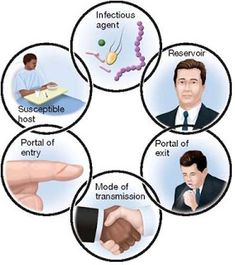 Infectious
agent
Reservoir
Portal of
exit
Mode of
transmission
Portal of
entry
Susceptible
host